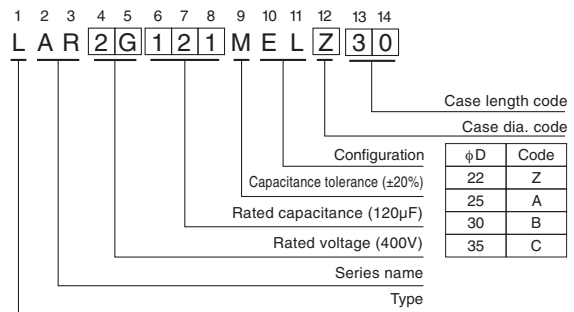 1 2 3 4 5 6 7 8 9 10 11 12 13 14
L A R 2 G 1 2 1 M E L Z 3 0
Case length code
Case dia. code
Configuration
Capacitance tolerance (±20%)
Rated capacitance (120µF)
Rated voltage (400V)
Series name
Type
ϕD Code
22 Z
25 A
30 B
35 C